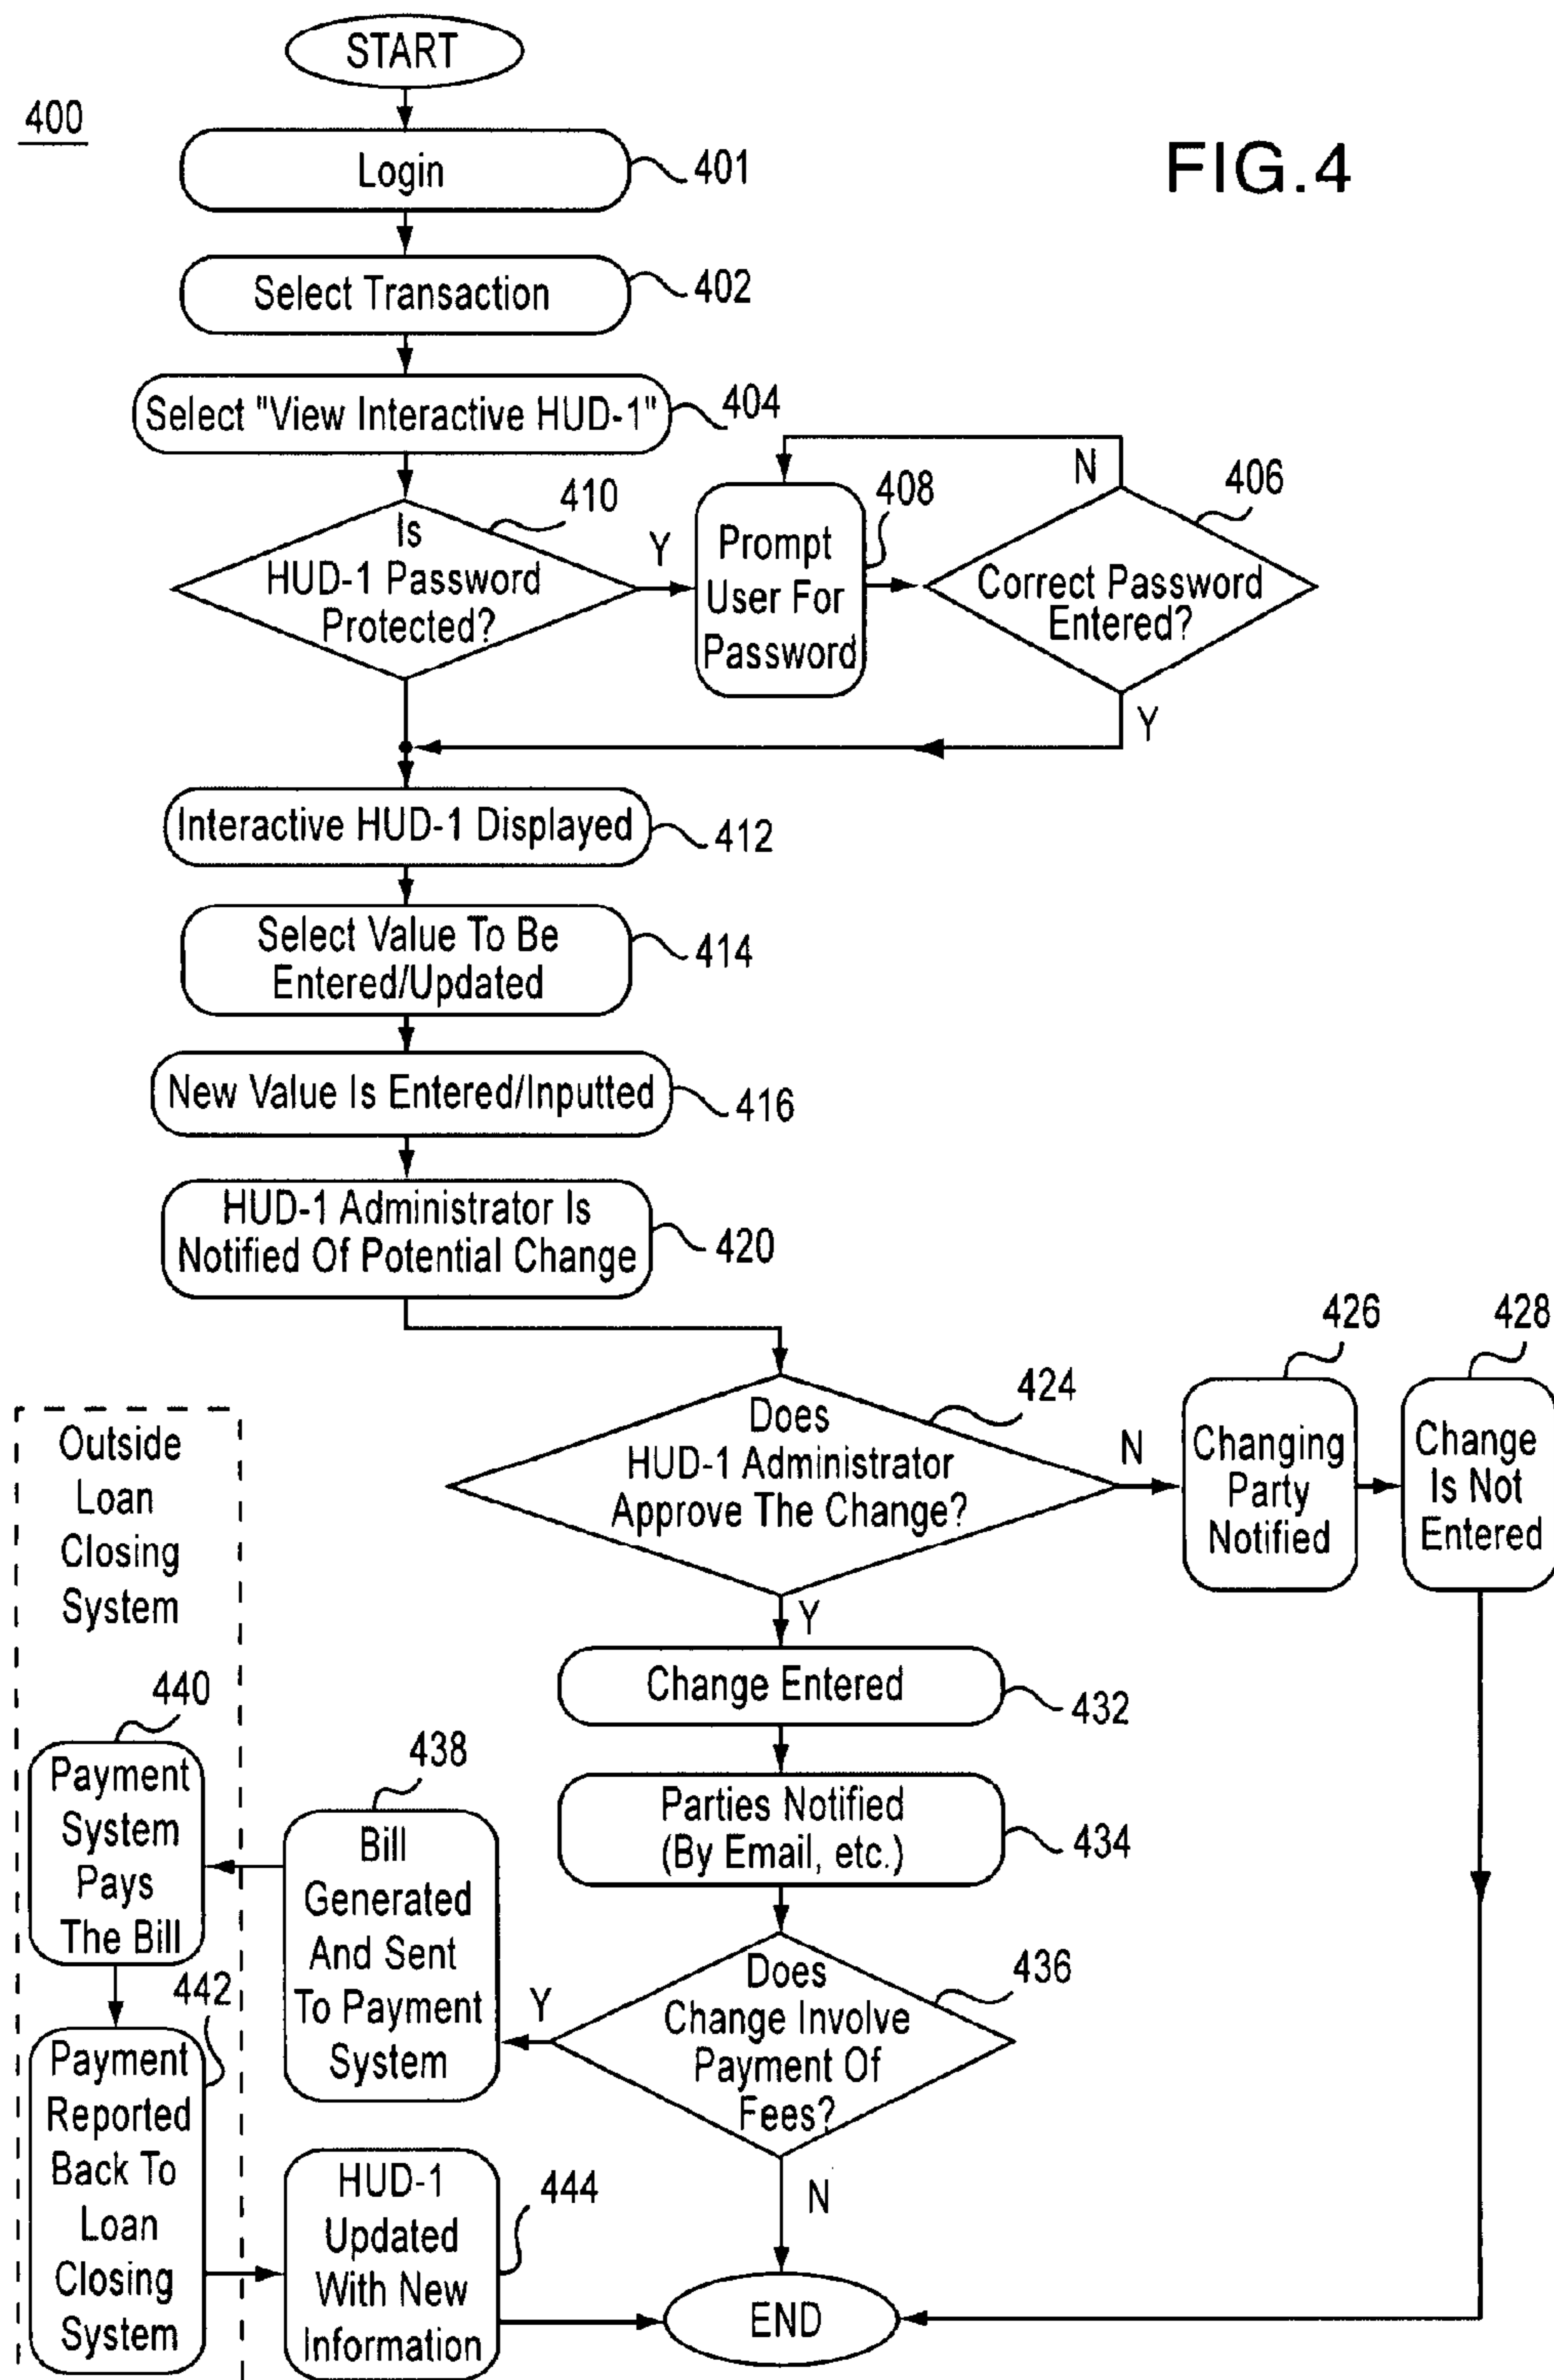 START
400
FIG.4
Login
401
Select Transaction
402
Select "View Interactive HUD-1"
404
Is
HUD-1 Password
Protected?
410
Y
Prompt
User For
Password
408
N
406
Correct Password
Entered?
Y
Interactive HUD-1 Displayed
412
Select Value To Be
Entered/Updated
414
New Value Is Entered/Inputted
416
HUD-1 Administrator Is
Notified Of Potential Change
420
Does
HUD-1 Administrator
Approve The Change?
424
N
426
Changing
Party
Notified
428
Change
Is Not
Entered
Y
Change Entered
432
Parties Notified
(By Email, etc.)
434
Does
Change Involve
Payment Of
Fees?
436
Y
438
Bill
Generated
And Sent
To Payment
System
Outside
Loan
Closing
System
440
Payment
System
Pays
The Bill
442
Payment
Reported
Back To
Loan
Closing
System
HUD-1
Updated
With New
Information
444
N
END